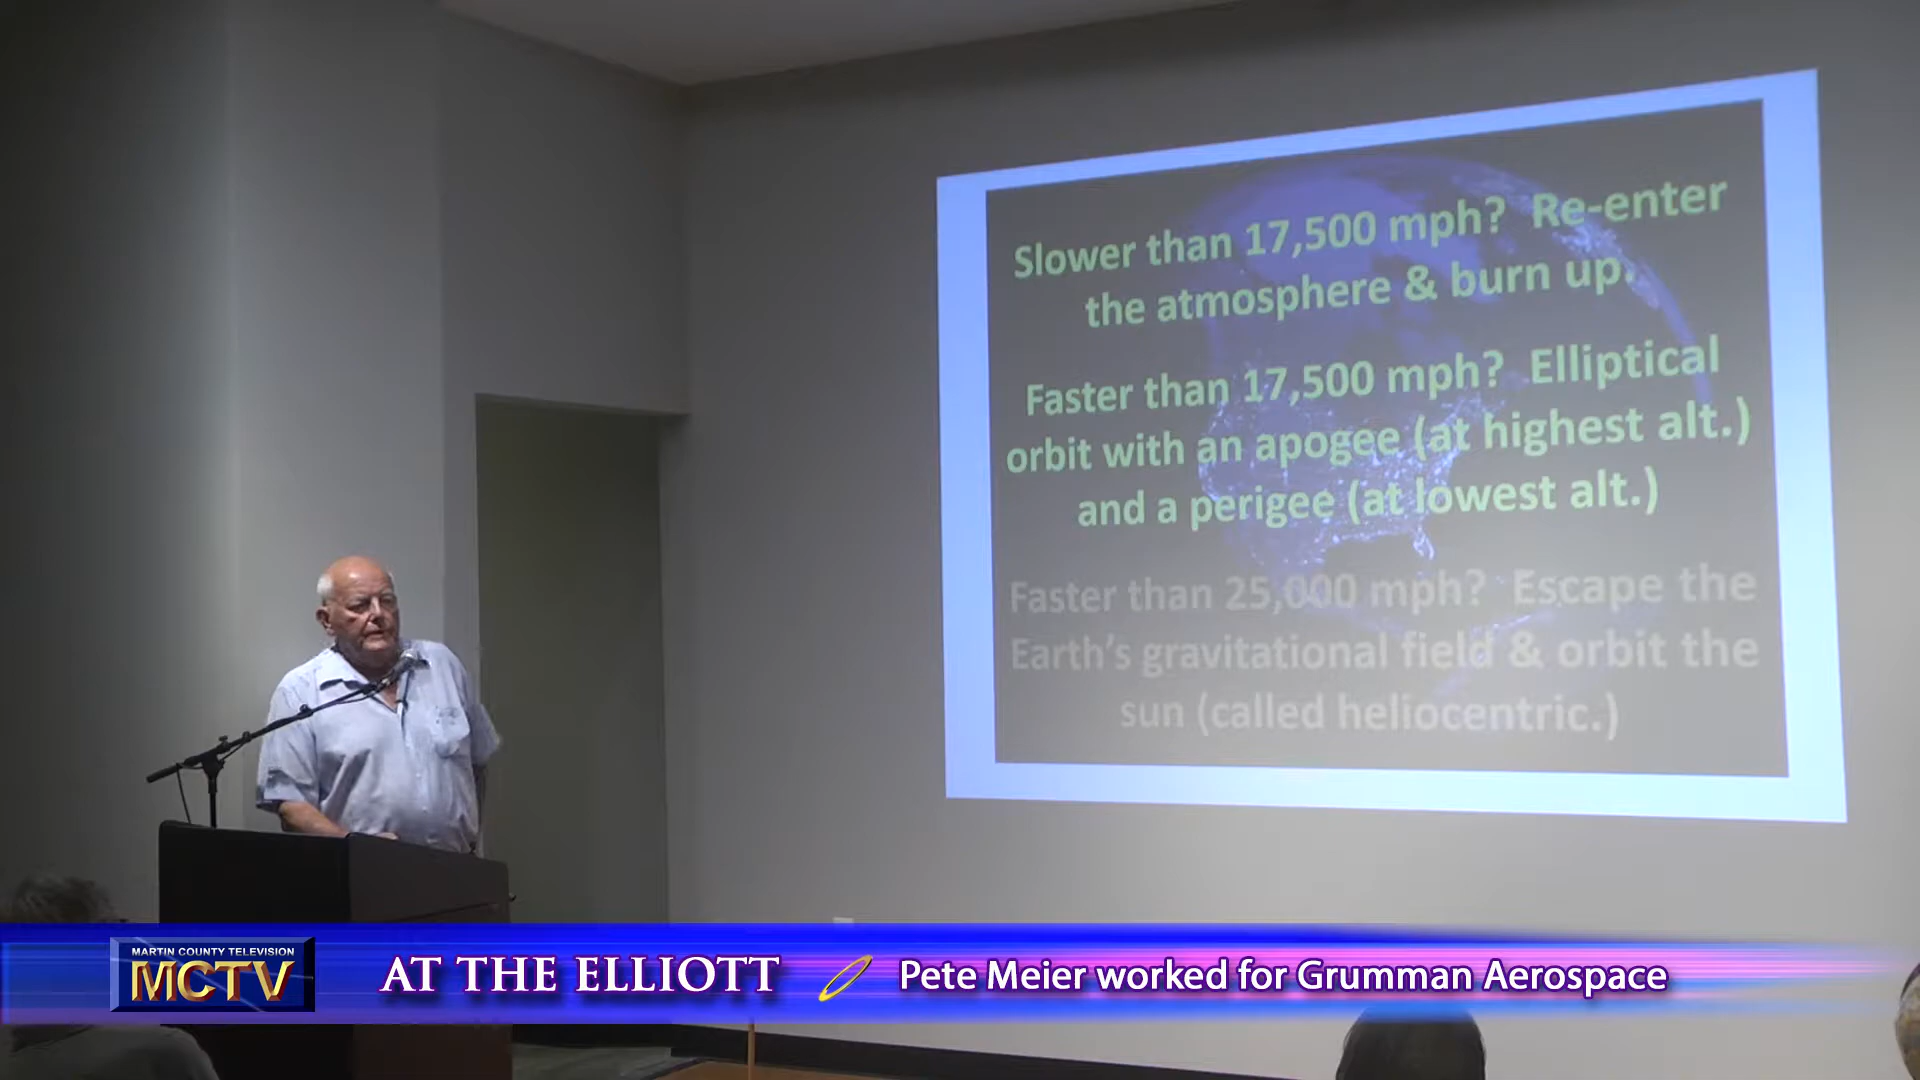 Slower than 17,500 mph? Re-enter
the atmosphere & burn up.
Faster than 17,500 mph? Elliptical
orbit with an apogee (at highest alt.)
and a perigee (at lowest alt.)
Faster than 25,000 mph? Escape the
Earth's gravitational field & orbit the
sun (called heliocentric.)
MARTIN COUNTY TELEVISION
MCTV
AT THE ELLIOTT
Pete Meier worked for Grumman Aerospace